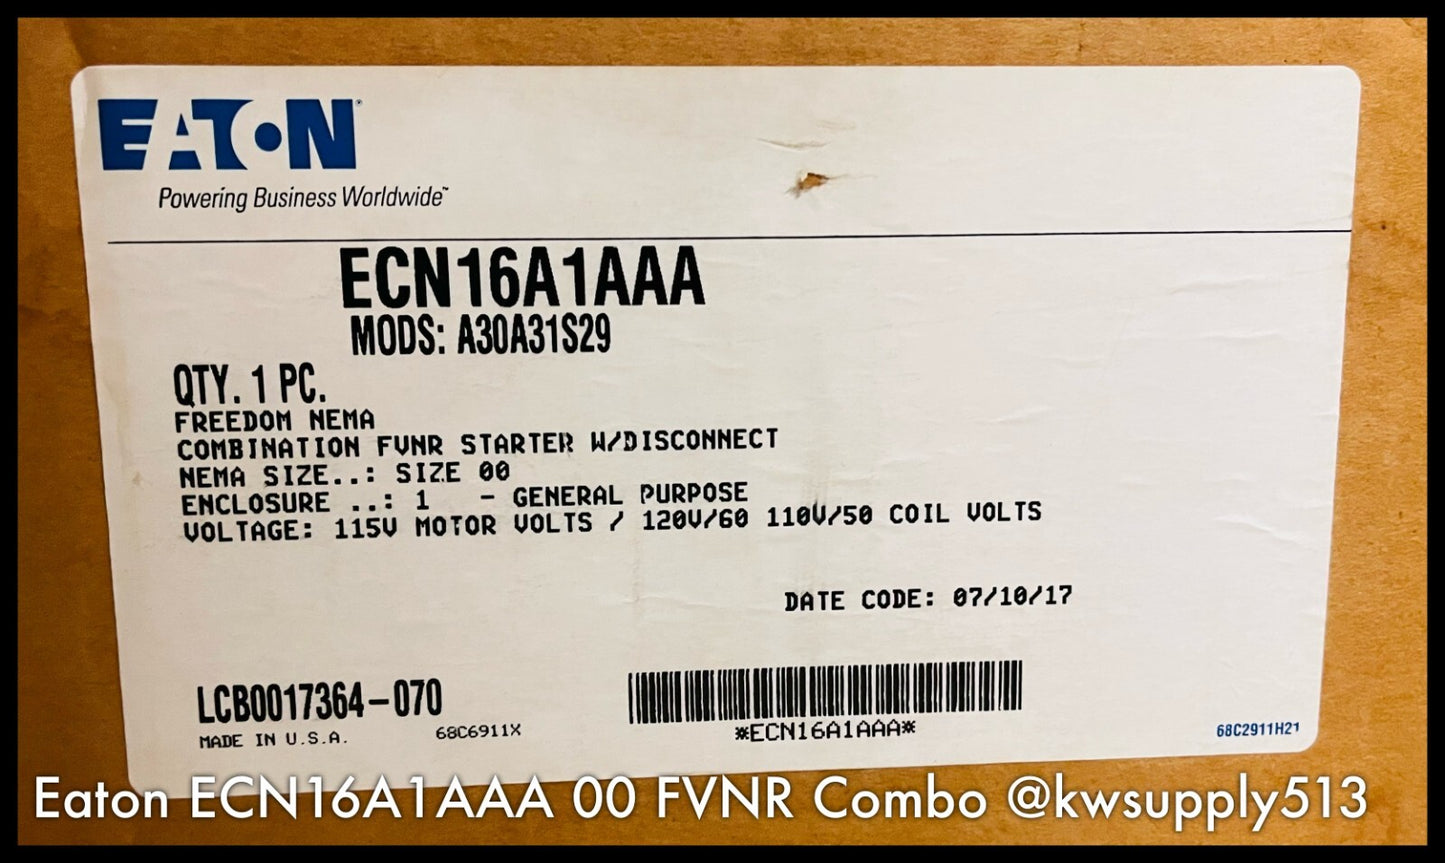 EATON
Powering Business Worldwide™
ECN16A1AAA
MODS: A30A31S29
QTY. 1 PC.
FREEDOM NEMA
COMBINATION FVNR STARTER W/DISCONNECT
NEMA SIZE..: SIZE 00
ENCLOSURE ..: 1 - GENERAL PURPOSE
VOLTAGE: 115V MOTOR VOLTS / 120V/60 110V/50 COIL VOLTS
DATE CODE: 07/10/17
LCB0017364-070
MADE IN U.S.A.
68C6911X
*ECN16A1AAA*
68C2911H21
Eaton ECN16A1AAA 00 FVNR Combo @kwsupply513